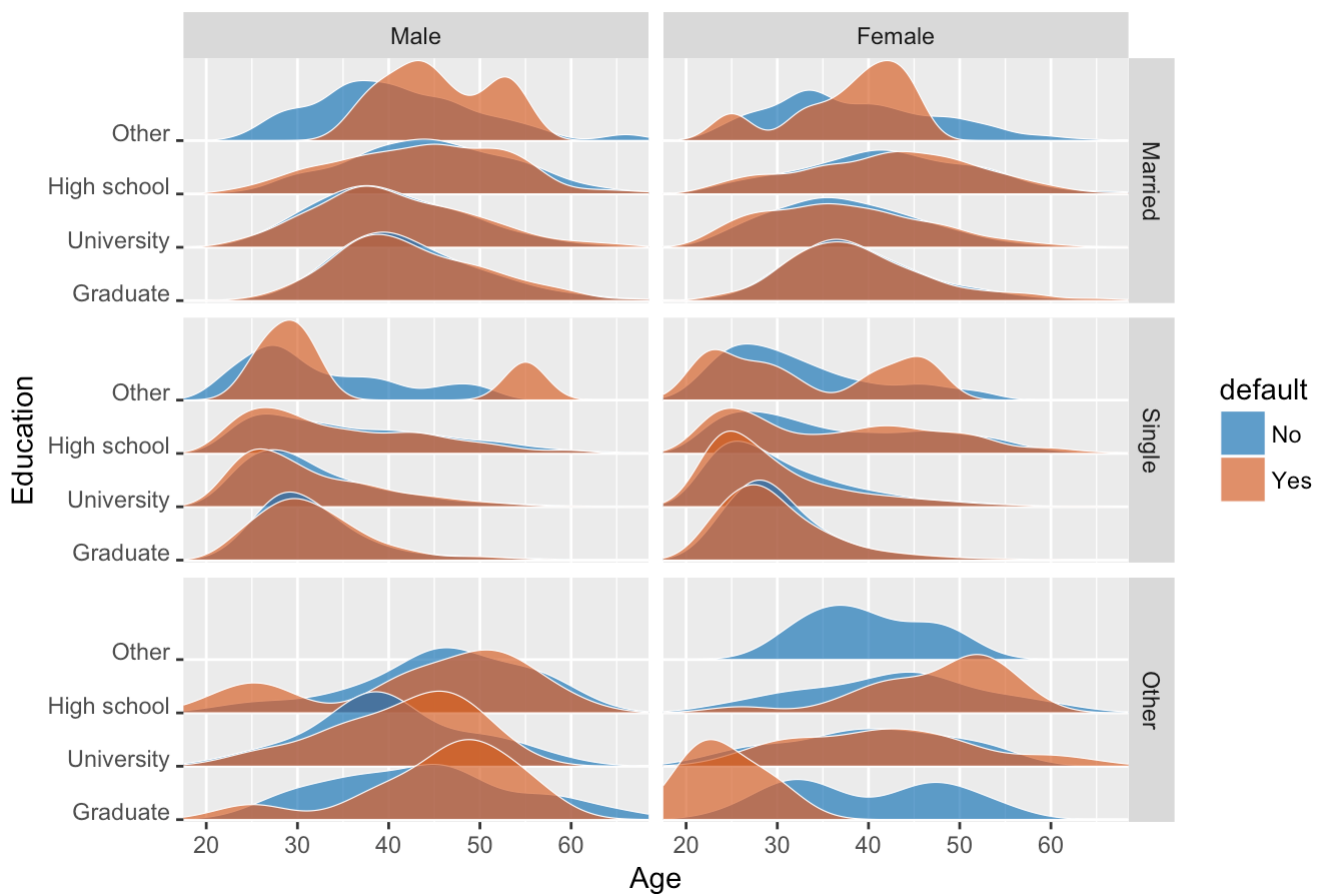 Male
Female
Other
High school
University
Graduate
Married
Other
High school
University
Graduate
Single
Other
High school
University
Graduate
Other
20 30 40 50 60
20 30 40 50 60
Age
Education
default
No
Yes